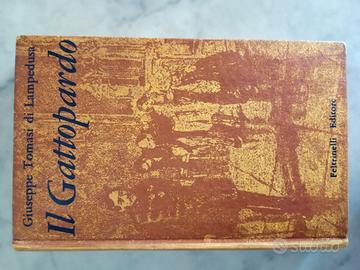 Giuseppe Tomasi di Lampedusa
Il Gattopardo
Feltrinelli Editore
subito